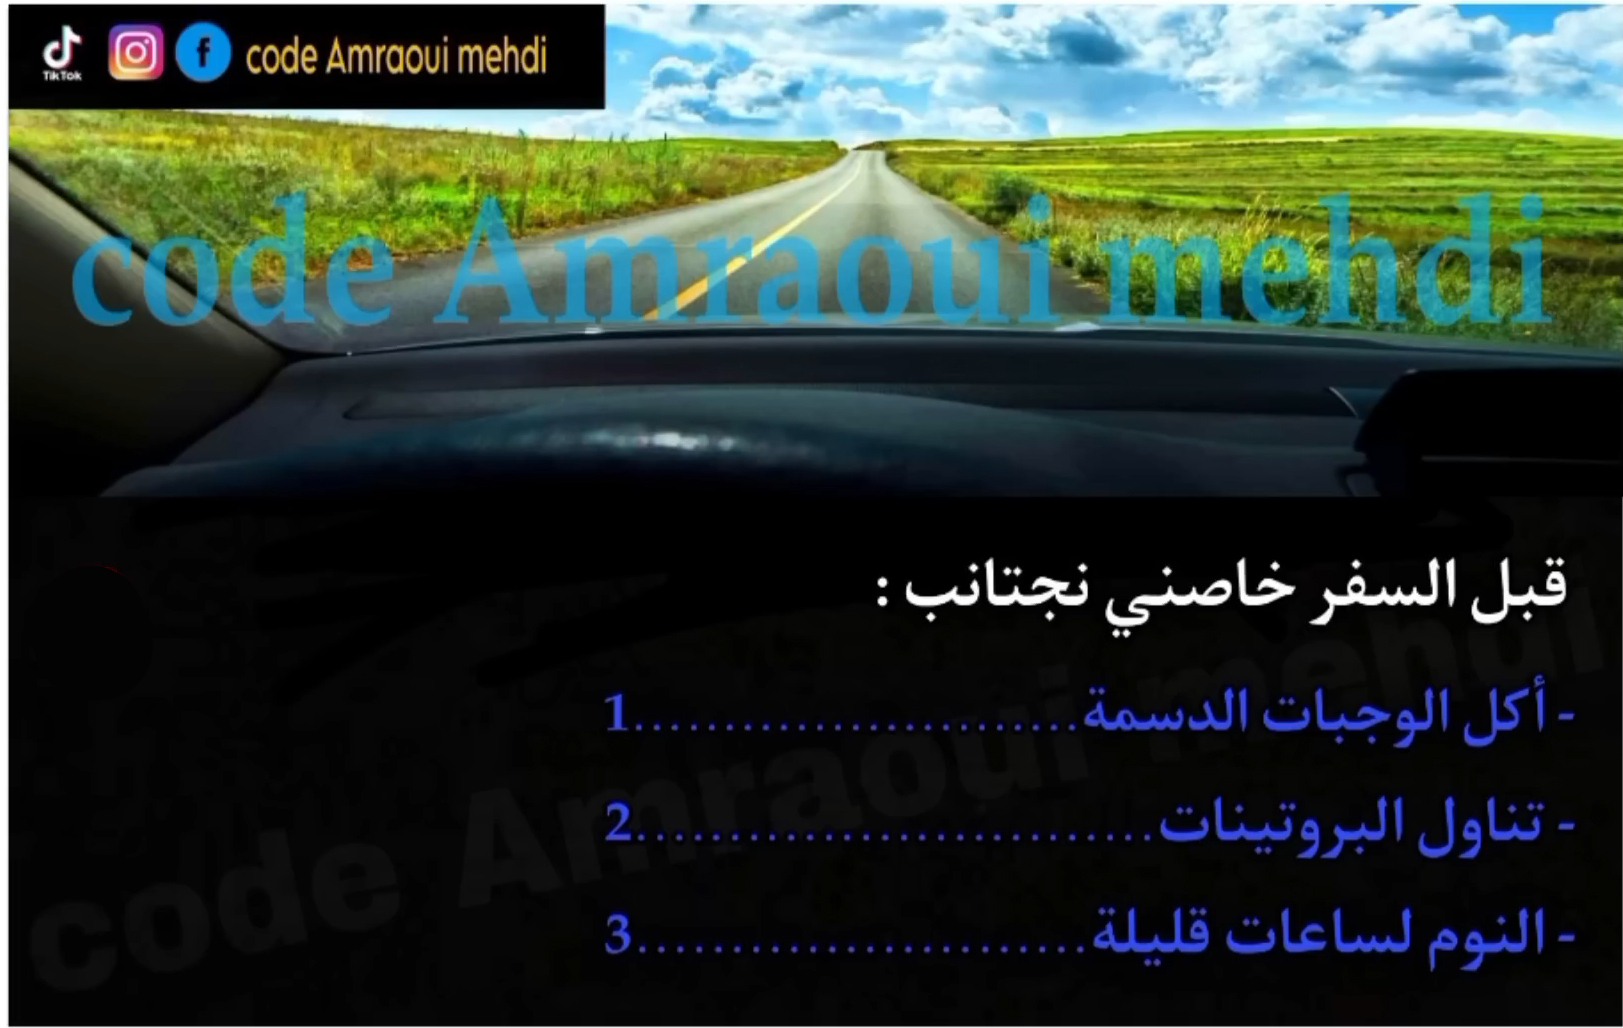 TikTok f code Amraoui mehdi
code Amraoui mehdi
قبل السفر خاصني نجتانب :
- أكل الوجبات الدسمة........................1
- تناول البروتينات............................2
- النوم لساعات قليلة........................3
code Amraoui mehdi